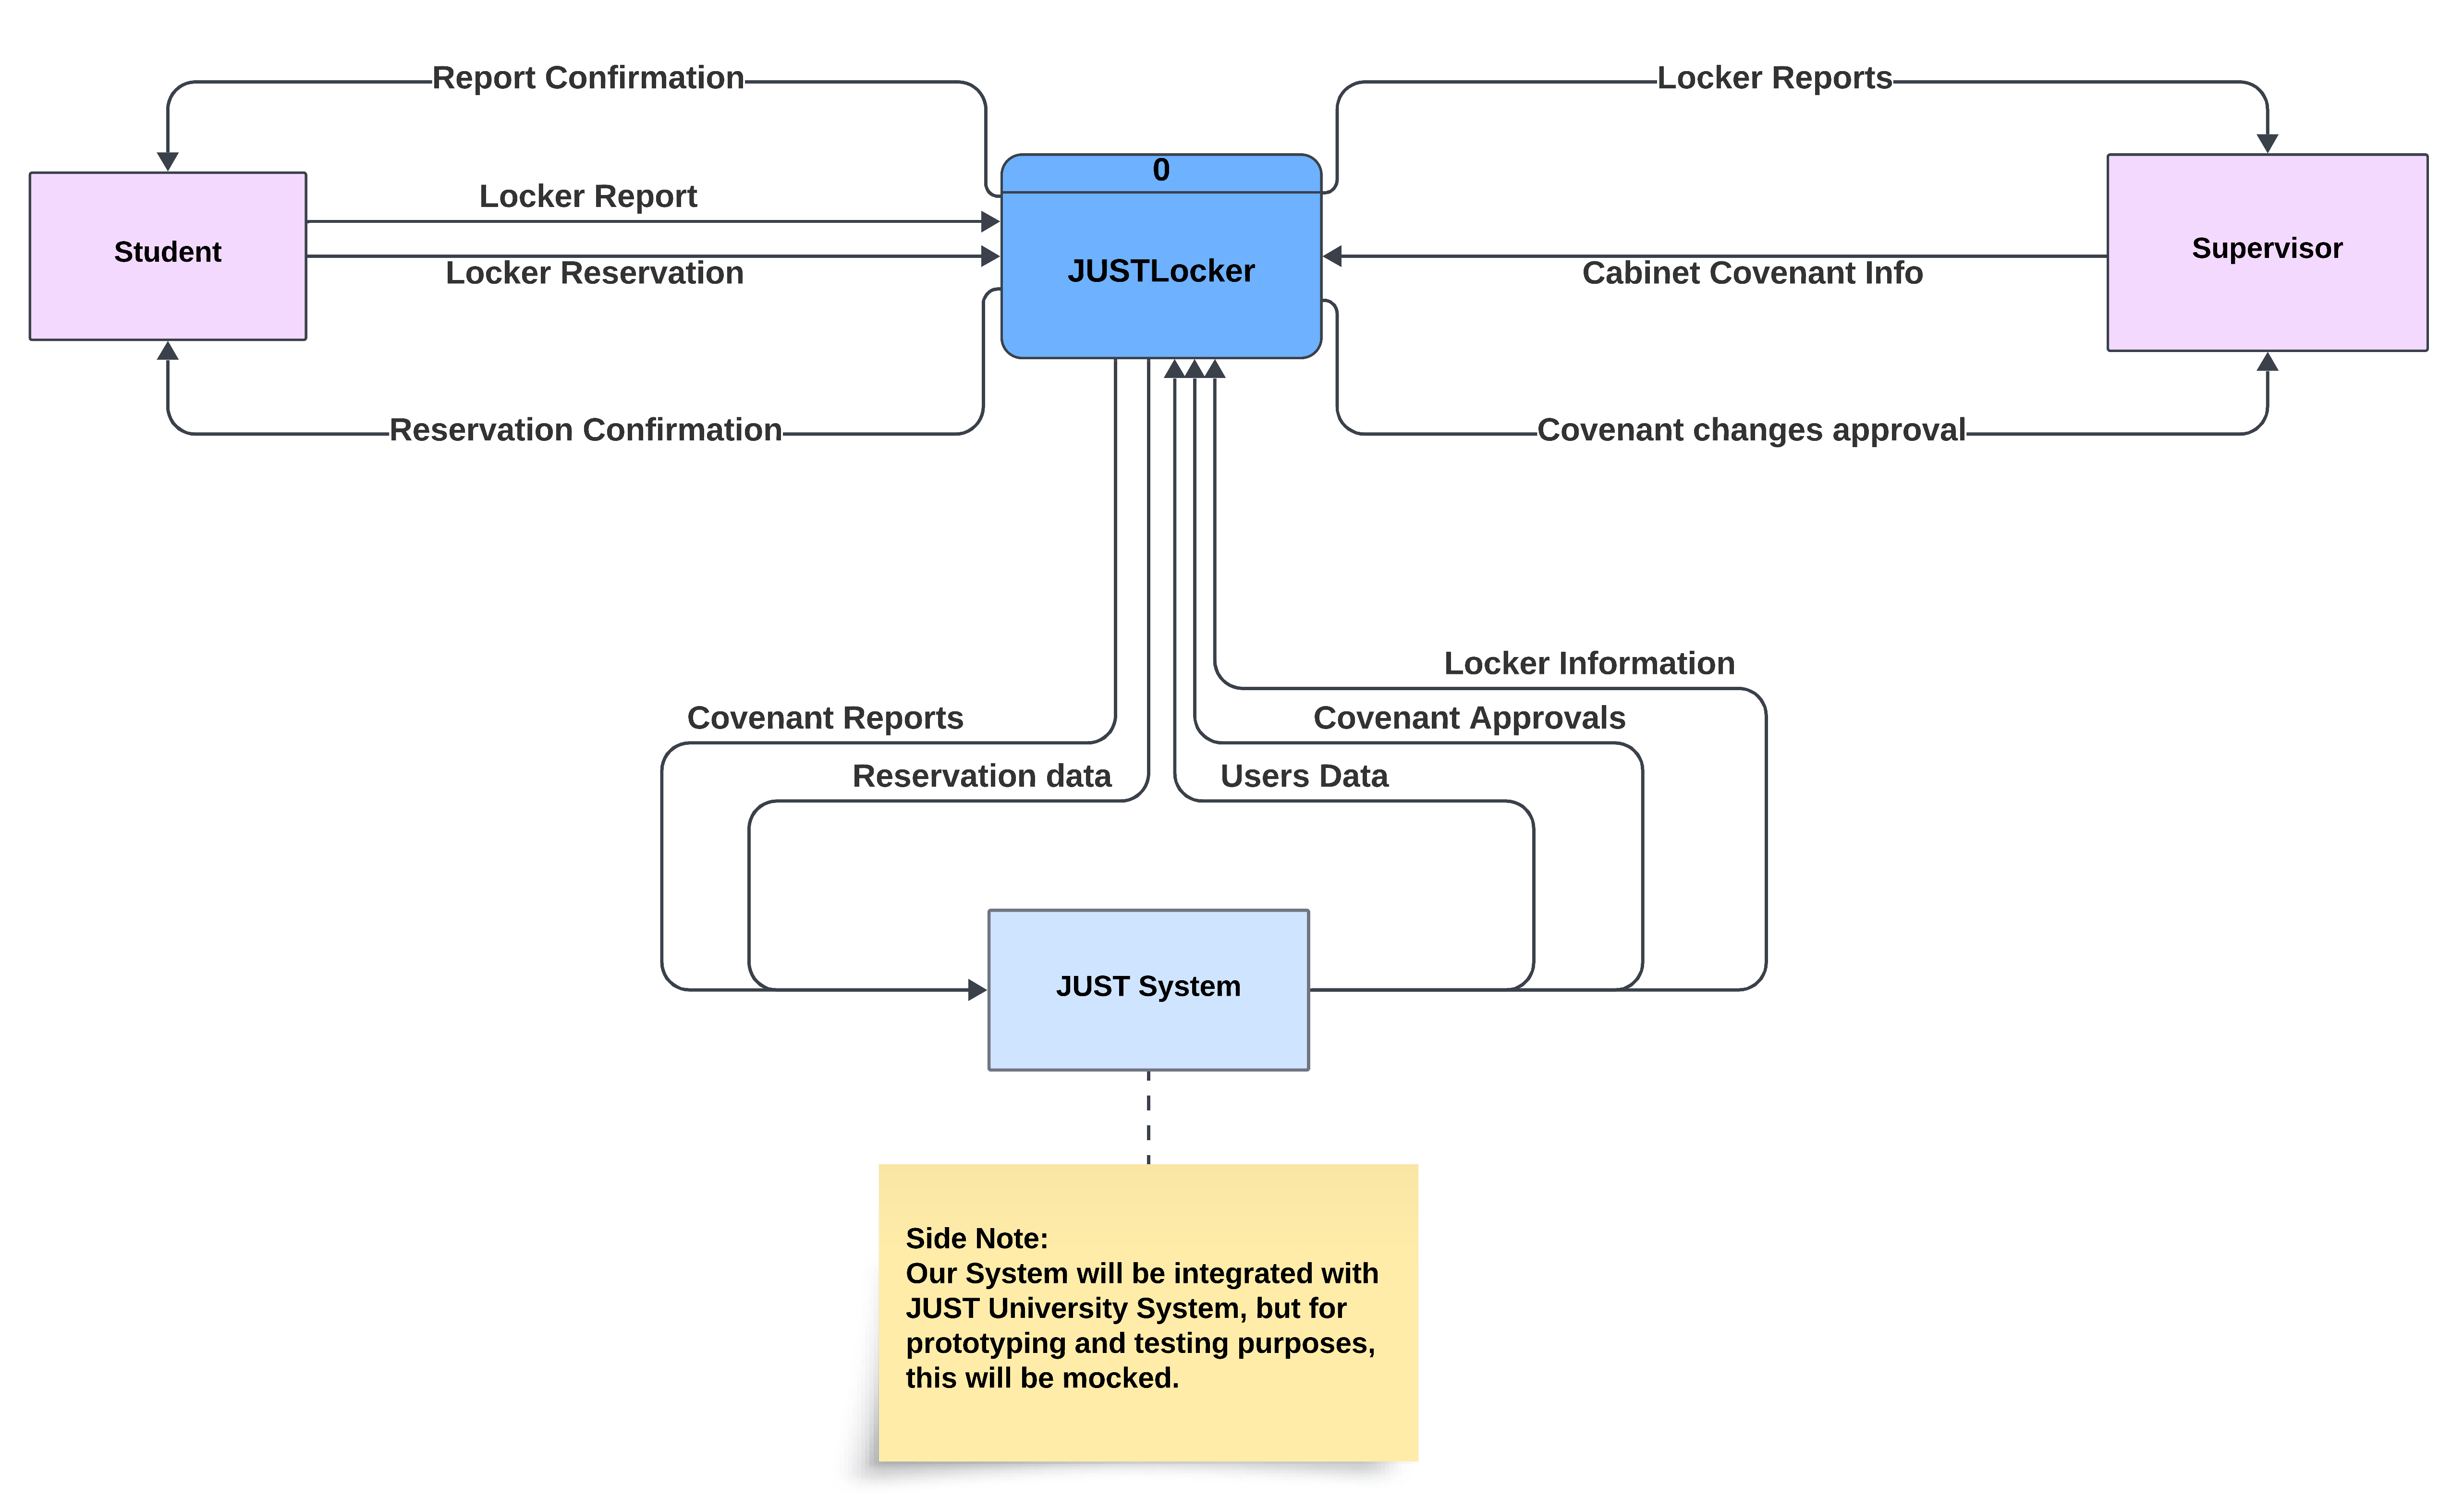 Report Confirmation
Locker Reports
0
Locker Report
Student
JUSTLocker
Supervisor
Locker Reservation
Cabinet Covenant Info
Reservation Confirmation
Covenant changes approval
Locker Information
Covenant Reports
Covenant Approvals
Reservation data
Users Data
JUST System
Side Note:
Our System will be integrated with
JUST University System, but for
prototyping and testing purposes,
this will be mocked.